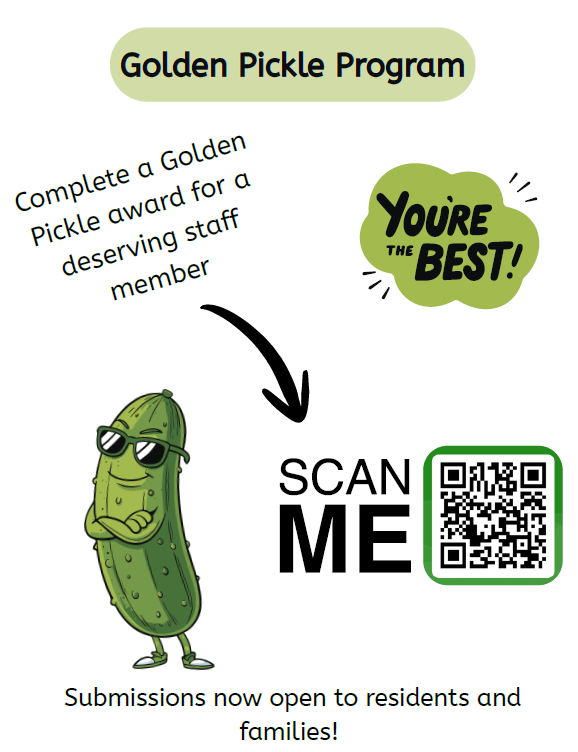 Golden Pickle Program
Complete a Golden
Pickle award for a
deserving staff
member
YOU'RE
THE BEST!
SCAN
ME
Submissions now open to residents and
families!